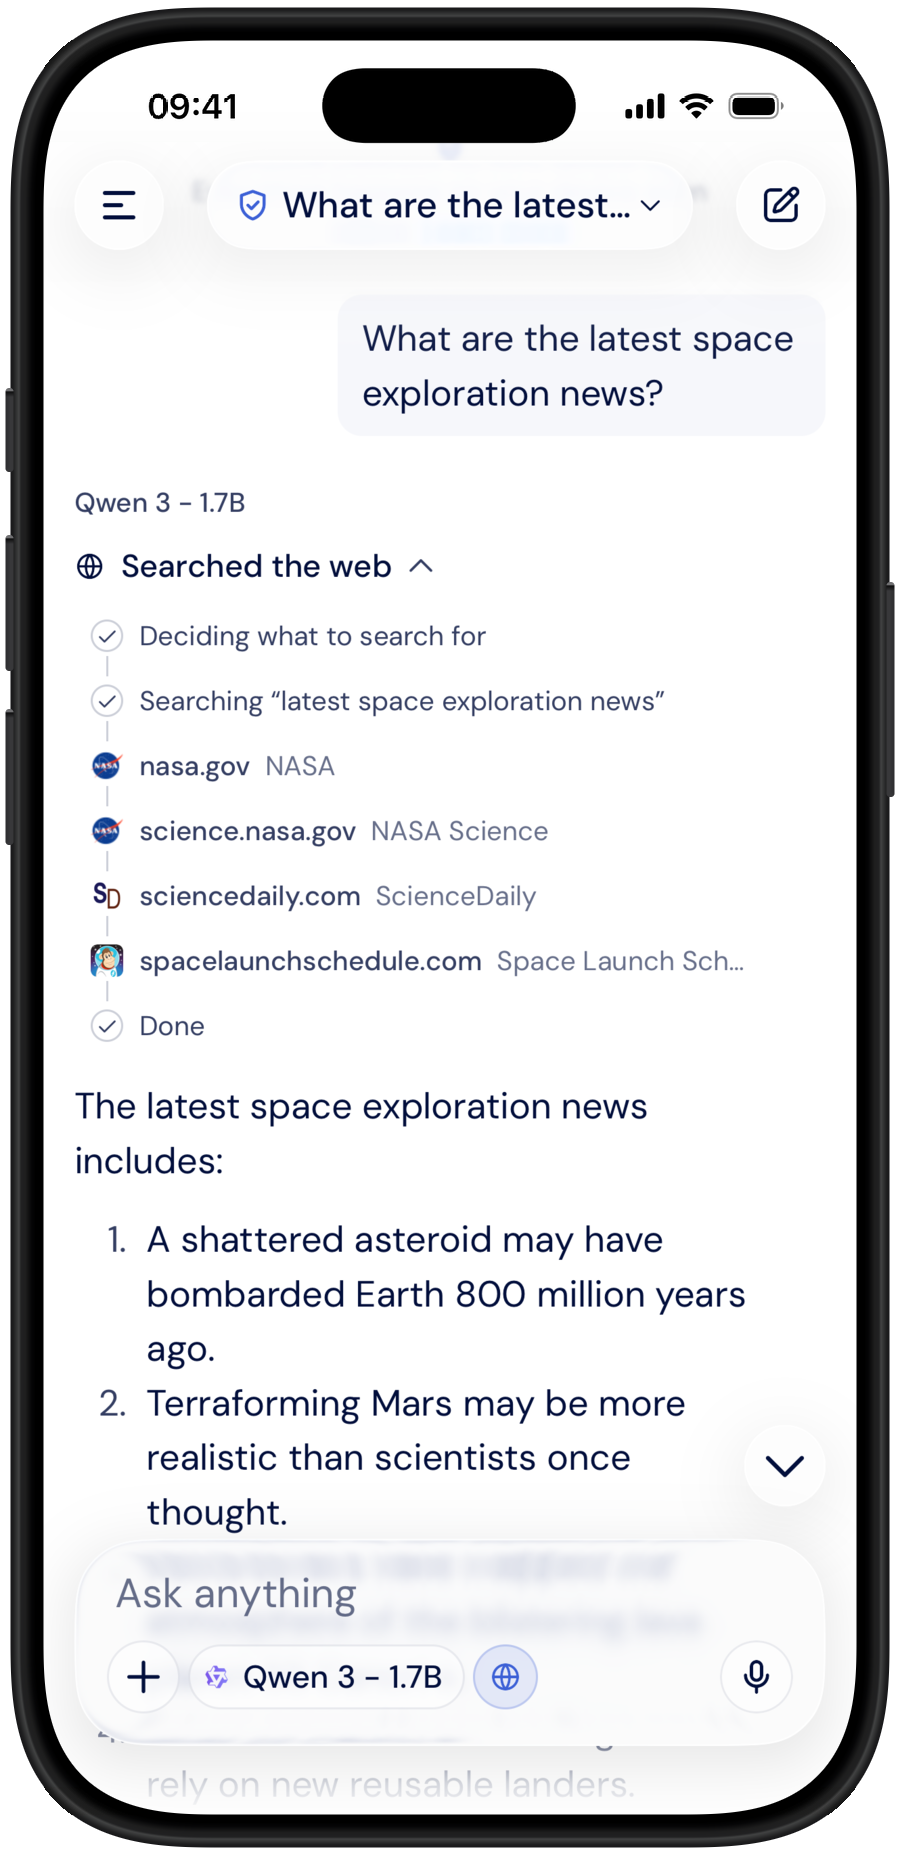 09:41
What are the latest...
What are the latest space
exploration news?
Qwen 3 - 1.7B
Searched the web
Deciding what to search for
Searching “latest space exploration news”
nasa.gov NASA
science.nasa.gov NASA Science
sciencedaily.com ScienceDaily
spacelaunchschedule.com Space Launch Sch...
Done
The latest space exploration news
includes:
1. A shattered asteroid may have
bombarded Earth 800 million years
ago.
2. Terraforming Mars may be more
realistic than scientists once
thought.
Ask anything
Qwen 3 - 1.7B
rely on new reusable landers.